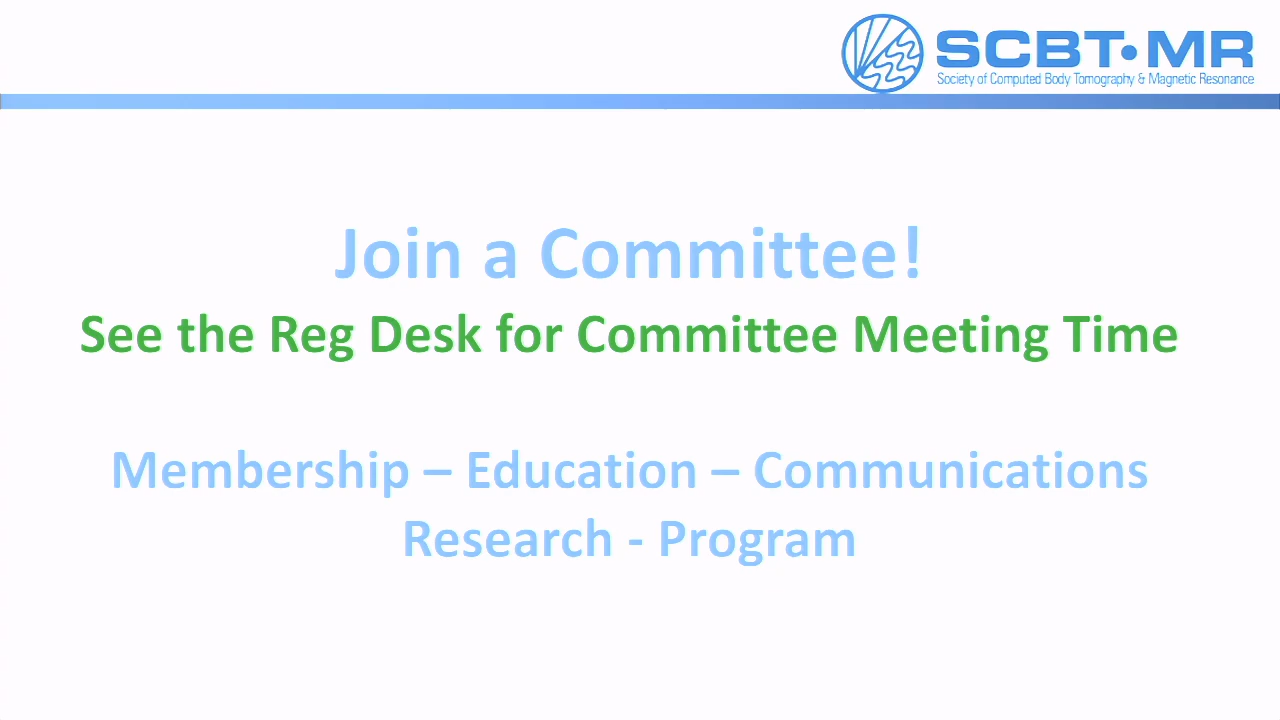 SCBT•MR
Society of Computed Body Tomography & Magnetic Resonance
Join a Committee!
See the Reg Desk for Committee Meeting Time
Membership – Education – Communications
Research - Program